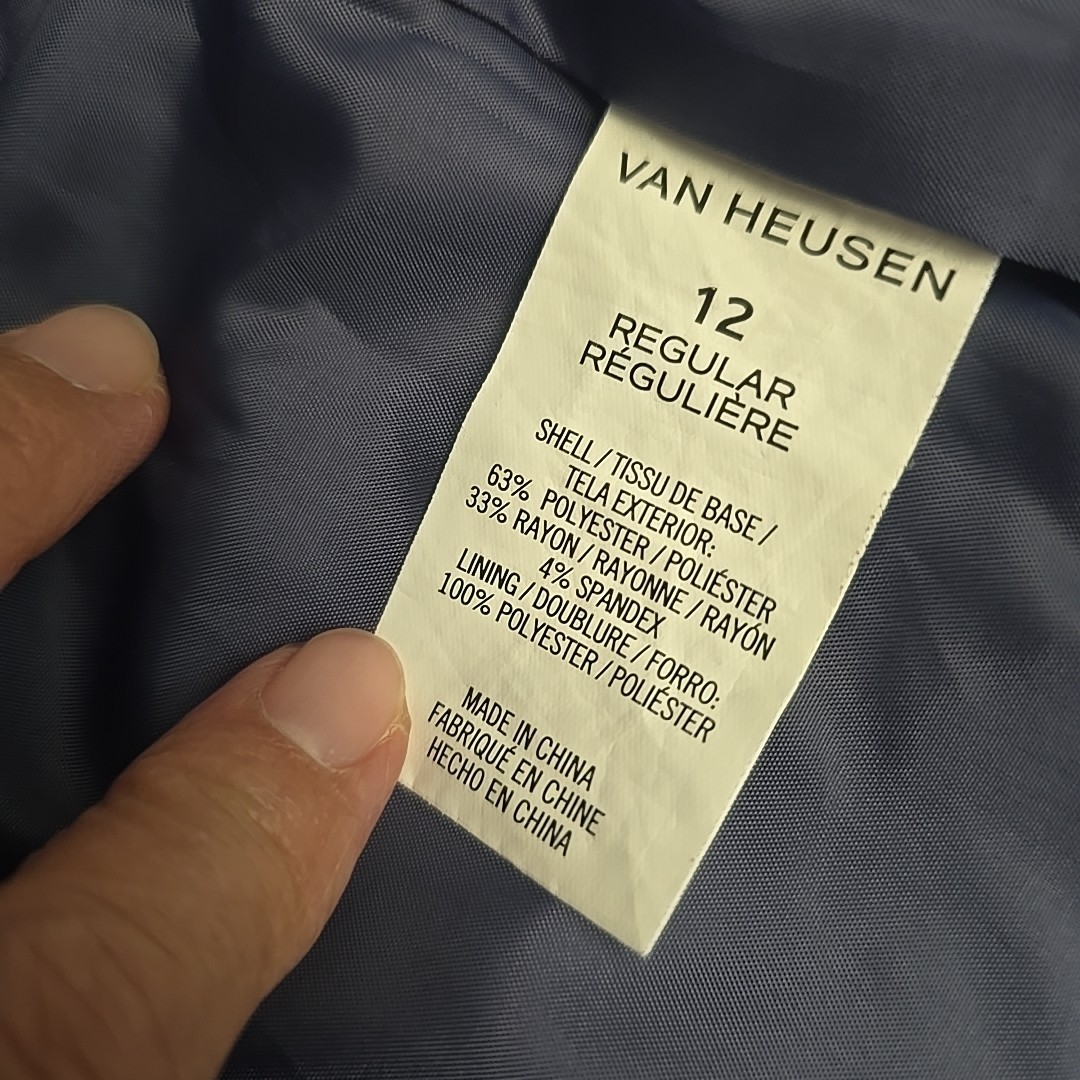 VAN HEUSEN
12
REGULAR
RÉGULIÈRE
SHELL / TISSU DE BASE /
TELA EXTERIOR:
63% POLYESTER / POLIÉSTER
33% RAYON / RAYONNE / RAYÓN
4% SPANDEX
LINING / DOUBLURE / FORRO:
100% POLYESTER / POLIÉSTER
MADE IN CHINA
FABRIQUÉ EN CHINE
HECHO EN CHINA